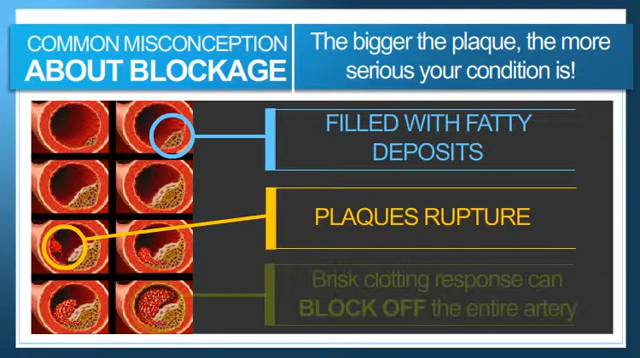 COMMON MISCONCEPTION
ABOUT BLOCKAGE
The bigger the plaque, the more
serious your condition is!
FILLED WITH FATTY
DEPOSITS
PLAQUES RUPTURE
Brisk clotting response can
BLOCK OFF the entire artery